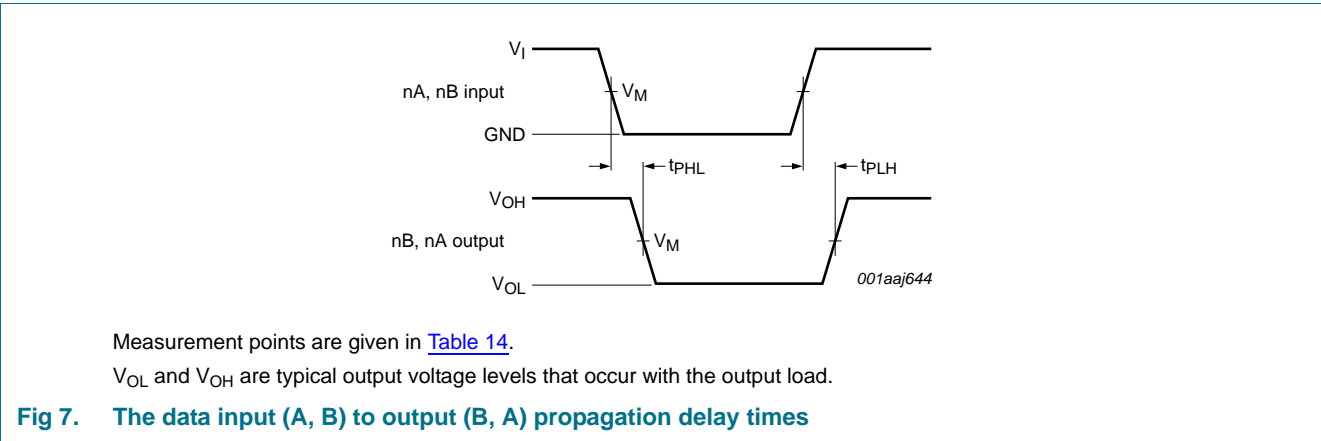 VI
nA, nB input
VM
GND
tPHL
tPLH
VOH
nB, nA output
VM
VOL
001aaj644
Measurement points are given in Table 14.
VOL and VOH are typical output voltage levels that occur with the output load.
Fig 7. The data input (A, B) to output (B, A) propagation delay times